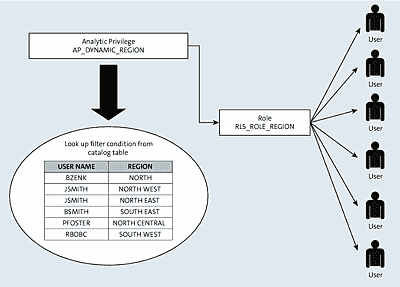 Analytic Privilege
AP_DYNAMIC_REGION
Look up filter condition from
catalog table
USER NAME REGION
BZENK NORTH
JSMITH NORTH WEST
JSMITH NORTH EAST
BSMITH SOUTH EAST
PFOSTER NORTH CENTRAL
RBOBC SOUTH WEST
Role
RLS_ROLE_REGION
User
User
User
User
User
User